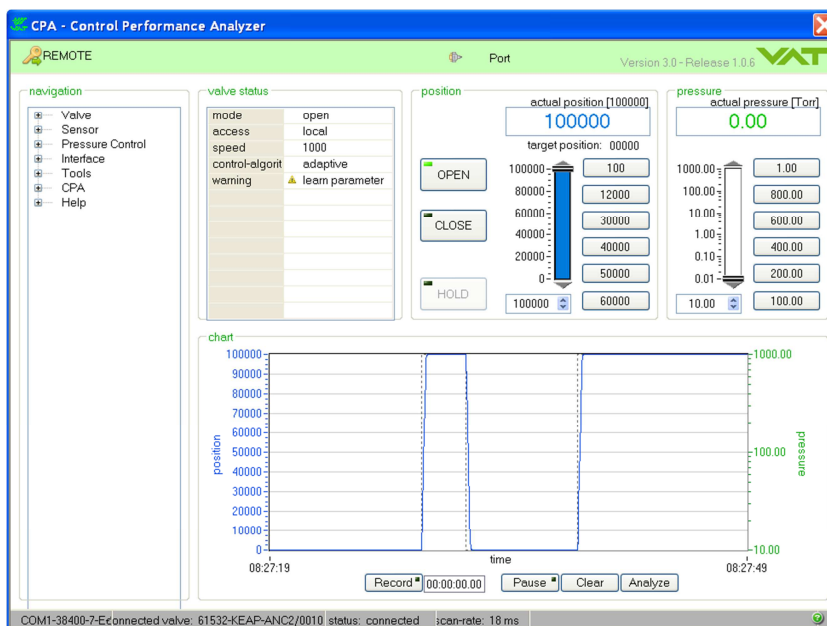 CPA - Control Performance Analyzer
REMOTE
Port
Version 3.0 - Release 1.0.6
VAT
navigation
Valve
Sensor
Pressure Control
Interface
Tools
CPA
Help
valve status
mode open
access local
speed 1000
control-algorit adaptive
warning learn parameter
position
actual position [100000]
100000
target position: 00000
OPEN
CLOSE
HOLD
100000
80000
60000
40000
20000
0
100000
100
12000
30000
40000
50000
60000
pressure
actual pressure [Torr]
0.00
1000.00
100.00
10.00
1.00
0.10
0.01
10.00
1.00
800.00
600.00
400.00
200.00
100.00
chart
position
100000
90000
80000
70000
60000
50000
40000
30000
20000
10000
0
1000.00
100.00
10.00
pressure
08:27:19
time
08:27:49
Record 00:00:00.00 Pause Clear Analyze
COM1-38400-7-E onnected valve: 61532-KEAP-ANC2/0010 status: connected scan-rate: 18 ms